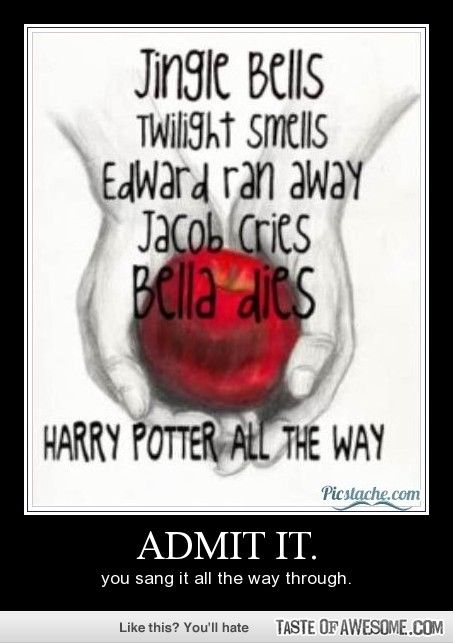 Jingle Bells
Twilight smells
Edward ran away
Jacob cries
Bella dies
HARRY POTTER ALL THE WAY
Picstache.com
ADMIT IT.
you sang it all the way through.
Like this? You'll hate TASTE OF AWESOME.COM